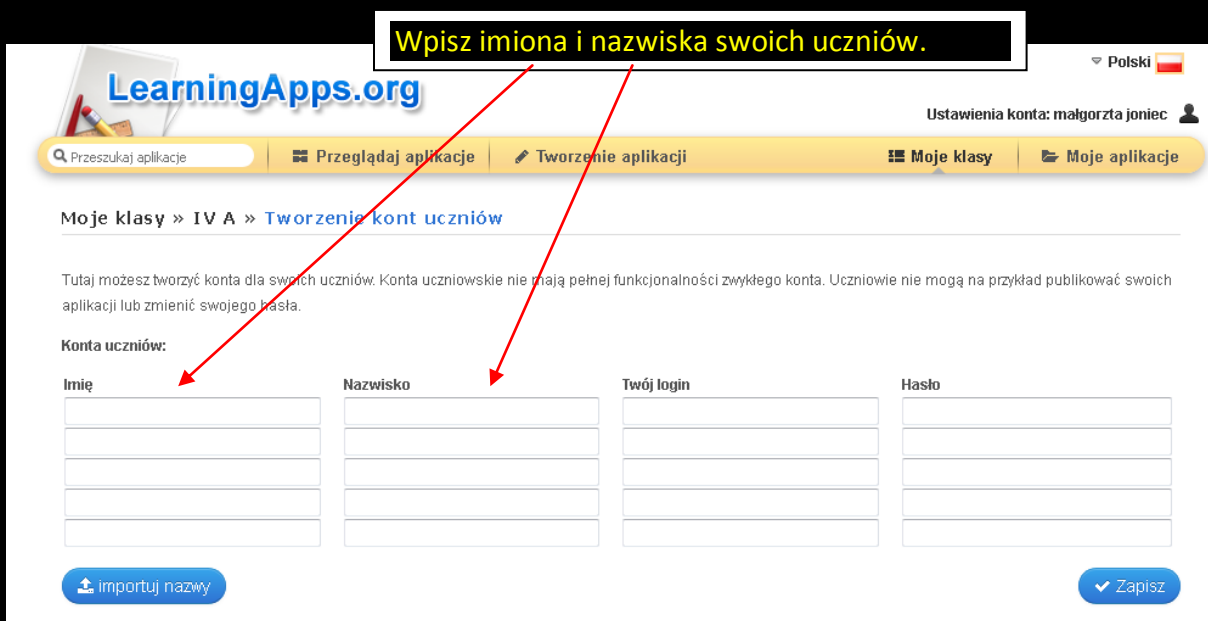 Wpisz imiona i nazwiska swoich uczniów.
Polski
LearningApps.org
Ustawienia konta: małgorzta joniec
Przeszukaj aplikacje
Przeglądaj aplikacje
Tworzenie aplikacji
Moje klasy
Moje aplikacje
Moje klasy » IV A » Tworzenie kont uczniów
Tutaj możesz tworzyć konta dla swoich uczniów. Konta uczniowskie nie mają pełnej funkcjonalności zwykłego konta. Uczniowie nie mogą na przykład publikować swoich
aplikacji lub zmienić swojego hasła.
Konta uczniów:
Imię Nazwisko Twój login Hasło
importuj nazwy
Zapisz